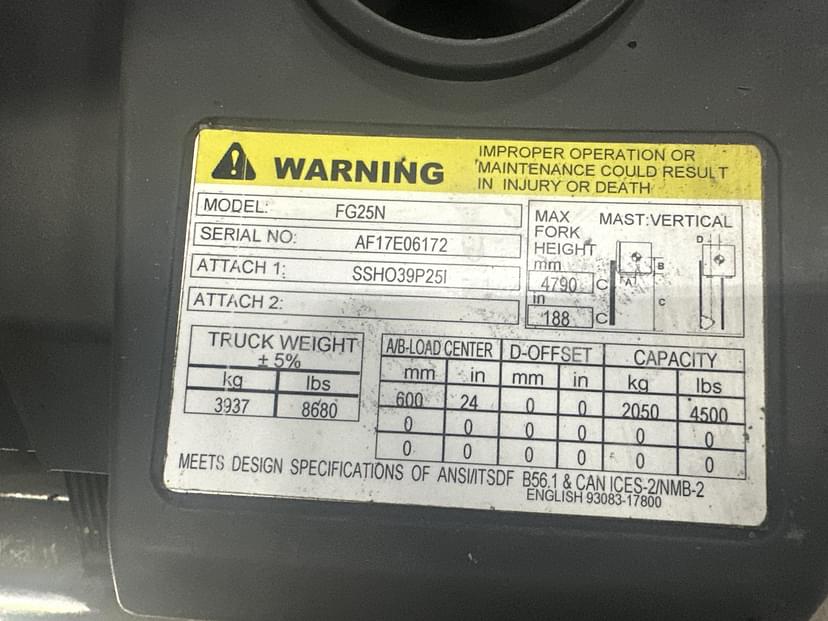 WARNING
IMPROPER OPERATION OR
MAINTENANCE COULD RESULT
IN INJURY OR DEATH
MODEL: FG25N
SERIAL NO: AF17E06172
ATTACH 1: SSHO39P25I
ATTACH 2:
MAX FORK HEIGHT
MAST:VERTICAL
mm
4790 C
in
188 C
A
B
C
D
TRUCK WEIGHT
± 5%
kg lbs
3937 8680
A/B-LOAD CENTER D-OFFSET CAPACITY
mm in mm in kg lbs
600 24 0 0 2050 4500
0 0 0 0 0 0
0 0 0 0 0 0
MEETS DESIGN SPECIFICATIONS OF ANSI/ITSDF B56.1 & CAN ICES-2/NMB-2
ENGLISH 93083-17800